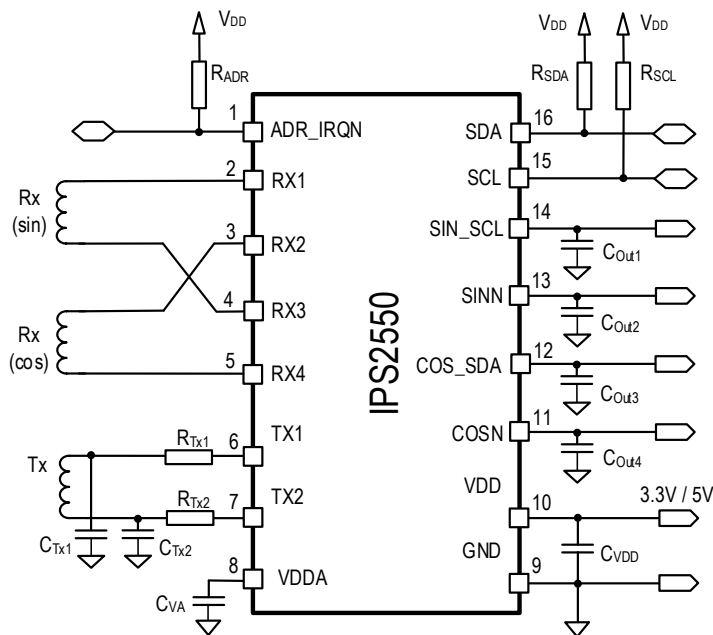 VDD
VDD
VDD
RADR
RSDA
RSCL
1
ADR_IRQN
SDA
16
2
RX1
SCL
15
Rx
(sin)
SIN_SCL
14
COut1
3
RX2
SINN
13
COut2
4
RX3
IPS2550
Rx
(cos)
COS_SDA
12
COut3
5
RX4
COSN
11
COut4
RTx1
6
TX1
Tx
VDD
10
3.3V / 5V
RTx2
7
TX2
CTx1
CTx2
CVDD
GND
9
8
VDDA
CVA